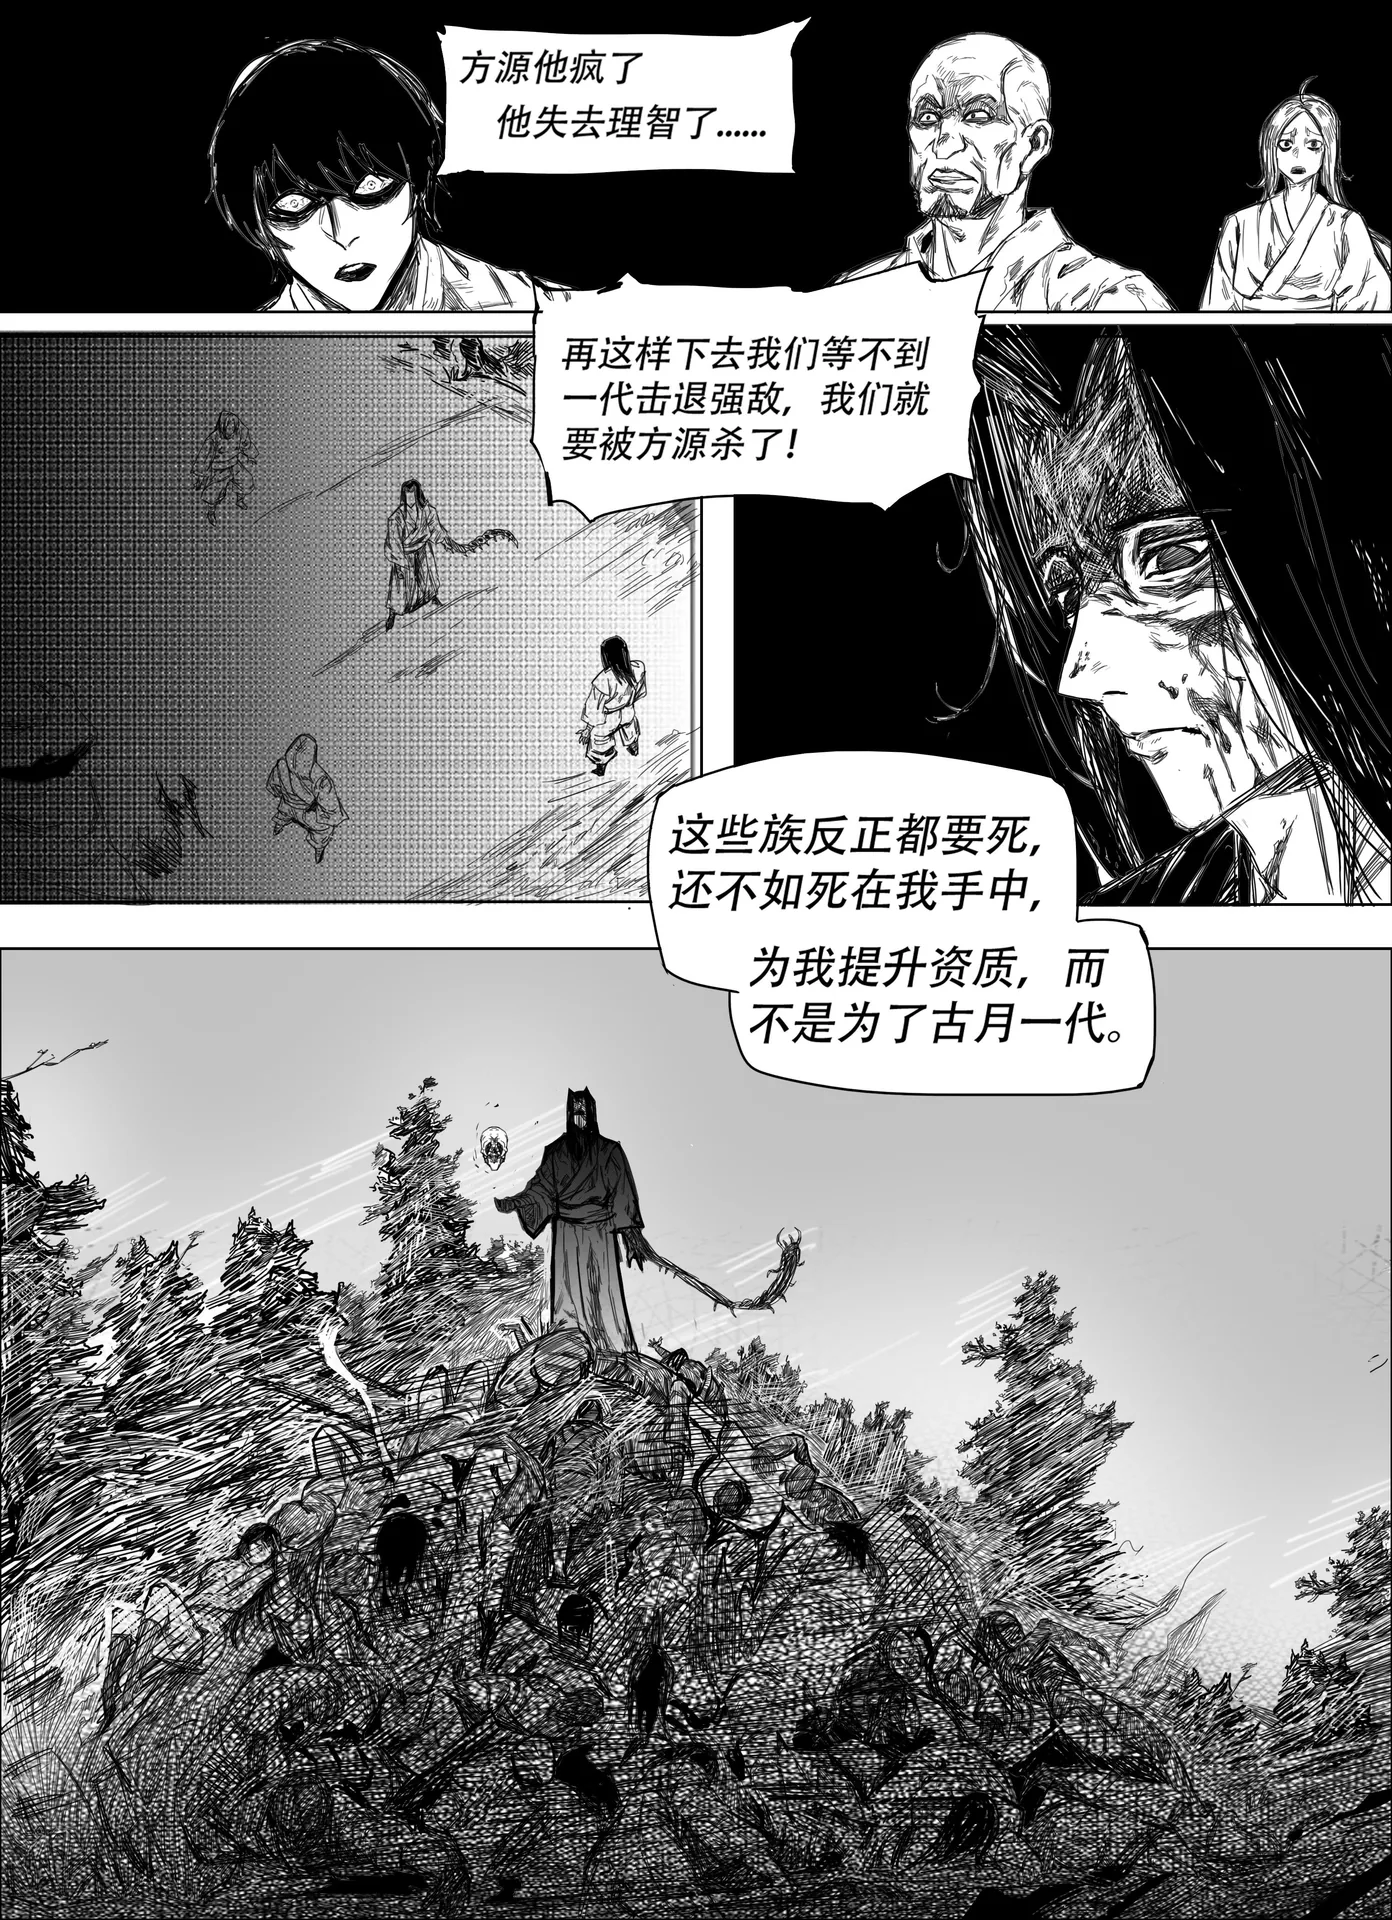 方源他疯了
他失去理智了......
再这样下去我们等不到
一代击退强敌，我们就
要被方源杀了！
这些族反正都要死，
还不如死在我手中，
为我提升资质，而
不是为了古月一代。